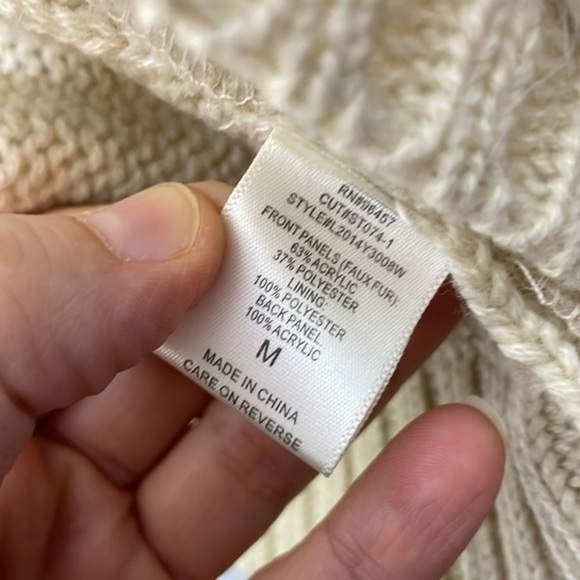 RN#96457
CUT#ST074-1
STYLE#L2014Y3008W
FRONT PANELS (FAUX FUR)
63% ACRYLIC
37% POLYESTER
LINING:
100% POLYESTER
BACK PANEL
100% ACRYLIC
M
MADE IN CHINA
CARE ON REVERSE